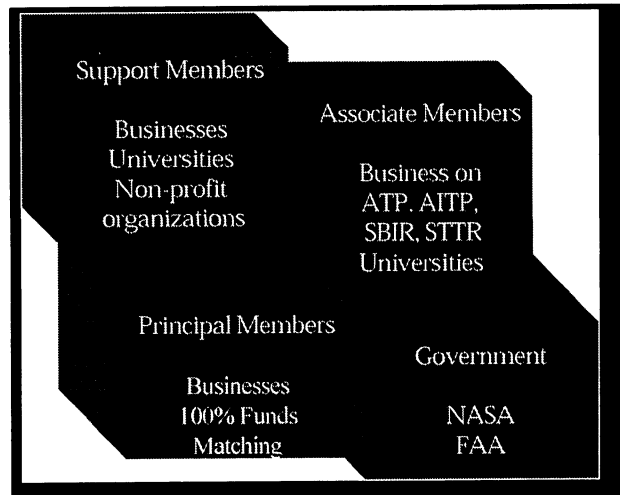 Support Members
Businesses
Universities
Non-profit
organizations
Associate Members
Business on
ATP. AITP,
SBIR, STTR
Universities
Principal Members
Businesses
100% Funds
Matching
Government
NASA
FAA